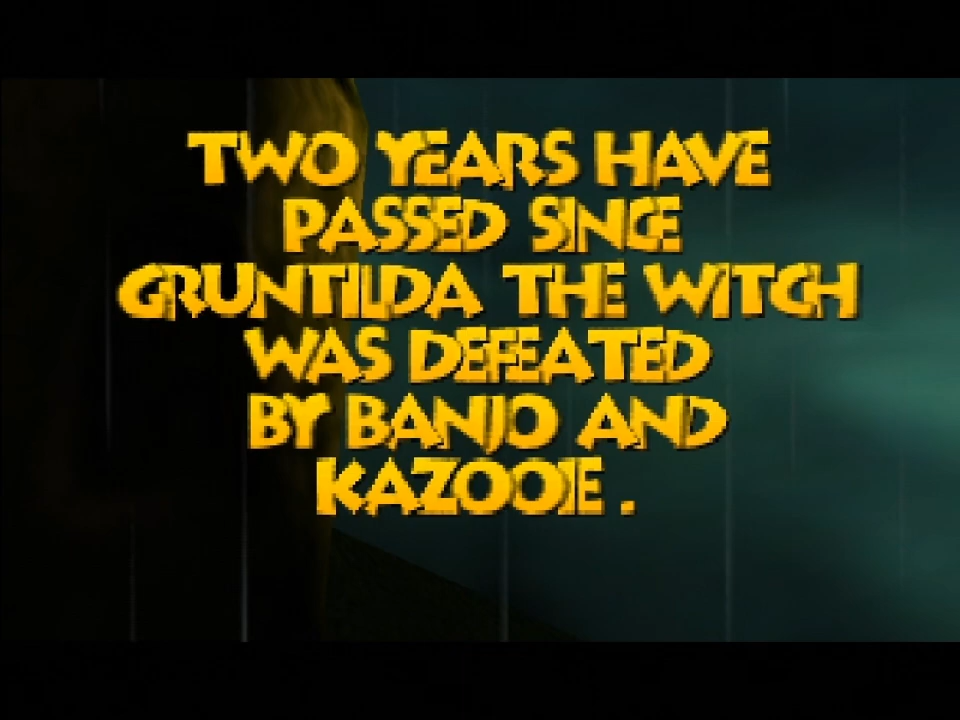 TWO YEARS HAVE
PASSED SINCE
GRUNTILDA THE WITCH
WAS DEFEATED
BY BANJO AND
KAZOOIE .